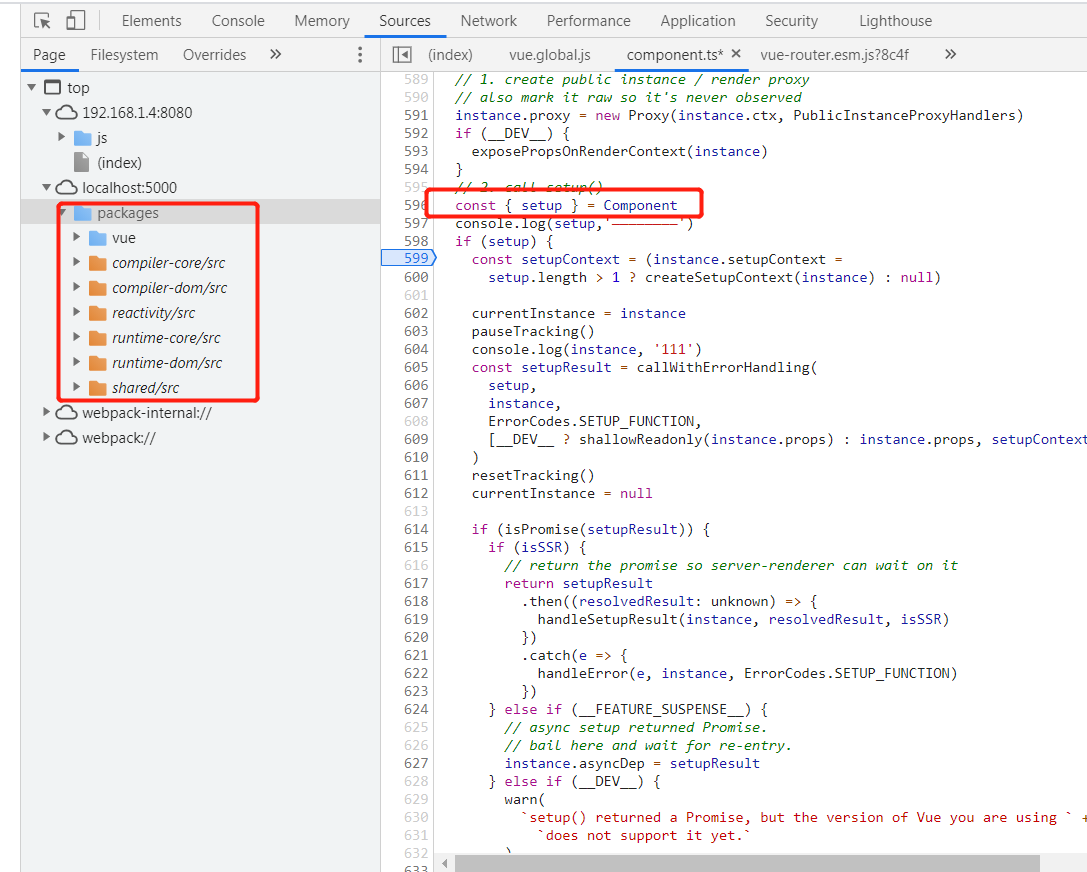 Elements Console Memory Sources Network Performance Application Security Lighthouse
Page Filesystem Overrides » (index) vue.global.js component.ts* × vue-router.esm.js?8c4f »
top
192.168.1.4:8080
js
(index)
localhost:5000
packages
vue
compiler-core/src
compiler-dom/src
reactivity/src
runtime-core/src
runtime-dom/src
shared/src
webpack-internal://
webpack://
589 // 1. create public instance / render proxy
590 // also mark it raw so it's never observed
591 instance.proxy = new Proxy(instance.ctx, PublicInstanceProxyHandlers)
592 if (__DEV__) {
593 exposePropsOnRenderContext(instance)
594 }
595 // 2. call setup()
596 const { setup } = Component
597 console.log(setup,'————————')
598 if (setup) {
599 const setupContext = (instance.setupContext =
600 setup.length > 1 ? createSetupContext(instance) : null)
601
602 currentInstance = instance
603 pauseTracking()
604 console.log(instance, '111')
605 const setupResult = callWithErrorHandling(
606 setup,
607 instance,
608 ErrorCodes.SETUP_FUNCTION,
609 [__DEV__ ? shallowReadonly(instance.props) : instance.props, setupContext
610 )
611 resetTracking()
612 currentInstance = null
613
614 if (isPromise(setupResult)) {
615 if (isSSR) {
616 // return the promise so server-renderer can wait on it
617 return setupResult
618 .then((resolvedResult: unknown) => {
619 handleSetupResult(instance, resolvedResult, isSSR)
620 })
621 .catch(e => {
622 handleError(e, instance, ErrorCodes.SETUP_FUNCTION)
623 })
624 } else if (__FEATURE_SUSPENSE__) {
625 // async setup returned Promise.
626 // bail here and wait for re-entry.
627 instance.asyncDep = setupResult
628 } else if (__DEV__) {
629 warn(
630 `setup() returned a Promise, but the version of Vue you are using ` +
631 `does not support it yet.`
632 )
633